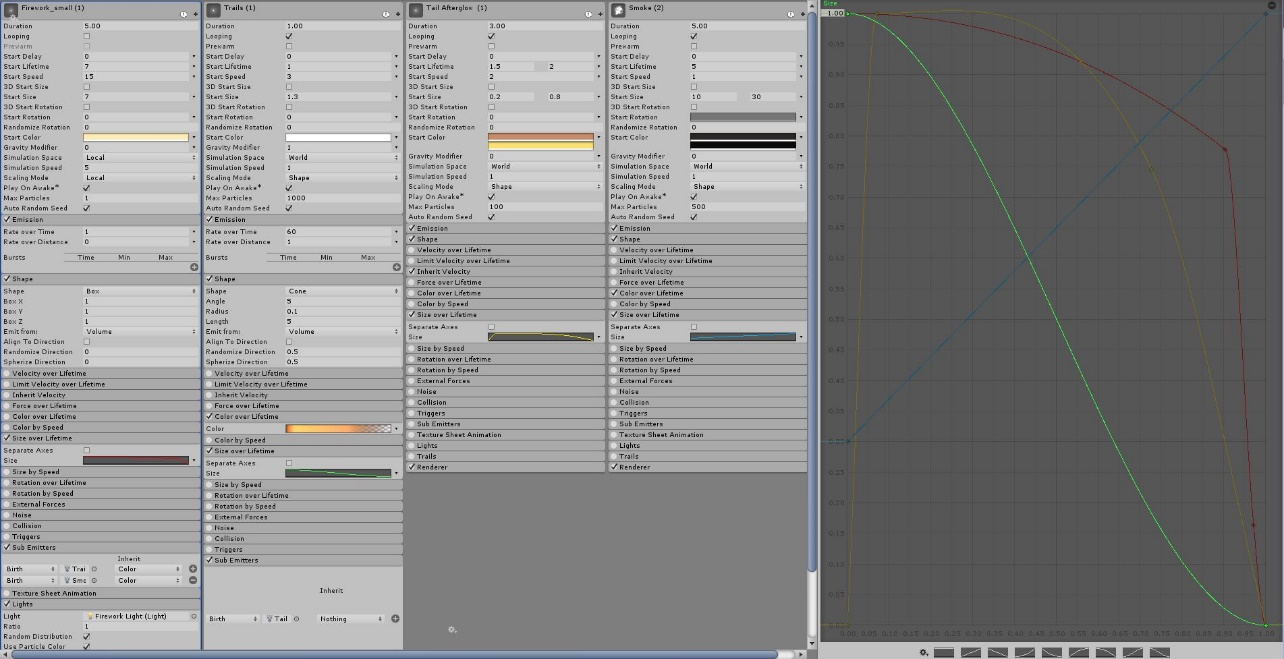 Firework_small (1)
Duration 5.00
Looping
Prewarm
Start Delay 0
Start Lifetime 7
Start Speed 15
3D Start Size
Start Size 7
3D Start Rotation
Start Rotation 0
Randomize Rotation 0
Start Color
Gravity Modifier 0
Simulation Space Local
Simulation Speed 5
Scaling Mode Local
Play On Awake*
Max Particles 1
Auto Random Seed
Emission
Rate over Time 1
Rate over Distance 0
Bursts Time Min Max
Shape
Shape Box
Box X 1
Box Y 1
Box Z 1
Emit from: Volume
Align To Direction
Randomize Direction 0
Spherize Direction 0
Velocity over Lifetime
Limit Velocity over Lifetime
Inherit Velocity
Force over Lifetime
Color over Lifetime
Color by Speed
Size over Lifetime
Separate Axes
Size
Size by Speed
Rotation over Lifetime
Rotation by Speed
External Forces
Noise
Collision
Triggers
Sub Emitters
Inherit
Birth Trai Color
Birth Smo Color
Texture Sheet Animation
Lights
Light Firework Light (Light)
Ratio 1
Random Distribution
Use Particle Color
Trails (1)
Duration 1.00
Looping
Prewarm
Start Delay 0
Start Lifetime 1
Start Speed 3
3D Start Size
Start Size 1.3
3D Start Rotation
Start Rotation 0
Randomize Rotation 0
Start Color
Gravity Modifier 1
Simulation Space World
Simulation Speed 1
Scaling Mode Shape
Play On Awake*
Max Particles 1000
Auto Random Seed
Emission
Rate over Time 60
Rate over Distance 1
Bursts Time Min Max
Shape
Shape Cone
Angle 5
Radius 0.1
Length 5
Emit from: Volume
Align To Direction
Randomize Direction 0.5
Spherize Direction 0.5
Velocity over Lifetime
Limit Velocity over Lifetime
Inherit Velocity
Force over Lifetime
Color over Lifetime
Color
Color by Speed
Size over Lifetime
Separate Axes
Size
Size by Speed
Rotation over Lifetime
Rotation by Speed
External Forces
Noise
Collision
Triggers
Sub Emitters
Inherit
Birth Tail Nothing
Tail Afterglow (1)
Duration 3.00
Looping
Prewarm
Start Delay 0
Start Lifetime 1.5 2
Start Speed 2
3D Start Size
Start Size 0.2 0.8
3D Start Rotation
Start Rotation 0
Randomize Rotation 0
Start Color
Gravity Modifier 0
Simulation Space World
Simulation Speed 1
Scaling Mode Shape
Play On Awake*
Max Particles 100
Auto Random Seed
Emission
Shape
Velocity over Lifetime
Limit Velocity over Lifetime
Inherit Velocity
Force over Lifetime
Color over Lifetime
Color by Speed
Size over Lifetime
Separate Axes
Size
Size by Speed
Rotation over Lifetime
Rotation by Speed
External Forces
Noise
Collision
Triggers
Sub Emitters
Texture Sheet Animation
Lights
Trails
Renderer
Smoke (2)
Duration 5.00
Looping
Prewarm
Start Delay 0
Start Lifetime 5
Start Speed 1
3D Start Size
Start Size 10 30
3D Start Rotation
Start Rotation
Randomize Rotation 0
Start Color
Gravity Modifier 0
Simulation Space World
Simulation Speed 1
Scaling Mode Shape
Play On Awake*
Max Particles 500
Auto Random Seed
Emission
Shape
Velocity over Lifetime
Limit Velocity over Lifetime
Inherit Velocity
Force over Lifetime
Color over Lifetime
Color by Speed
Size over Lifetime
Separate Axes
Size
Size by Speed
Rotation over Lifetime
Rotation by Speed
External Forces
Noise
Collision
Triggers
Sub Emitters
Texture Sheet Animation
Lights
Trails
Renderer
Size
1.00